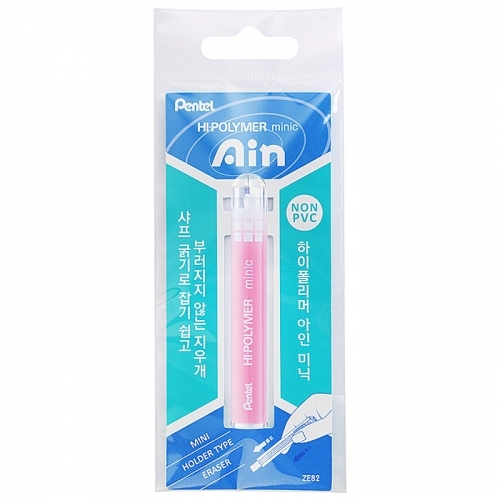 Pentel
HI-POLYMER minic
Ain
NON
PVC
샤프 굵기로 잡기 쉽고
부러지지 않는 지우개
하이폴리머 아인 미닉
Pentel HI-POLYMER minic
MINI
HOLDER TYPE
ERASER
ZE82